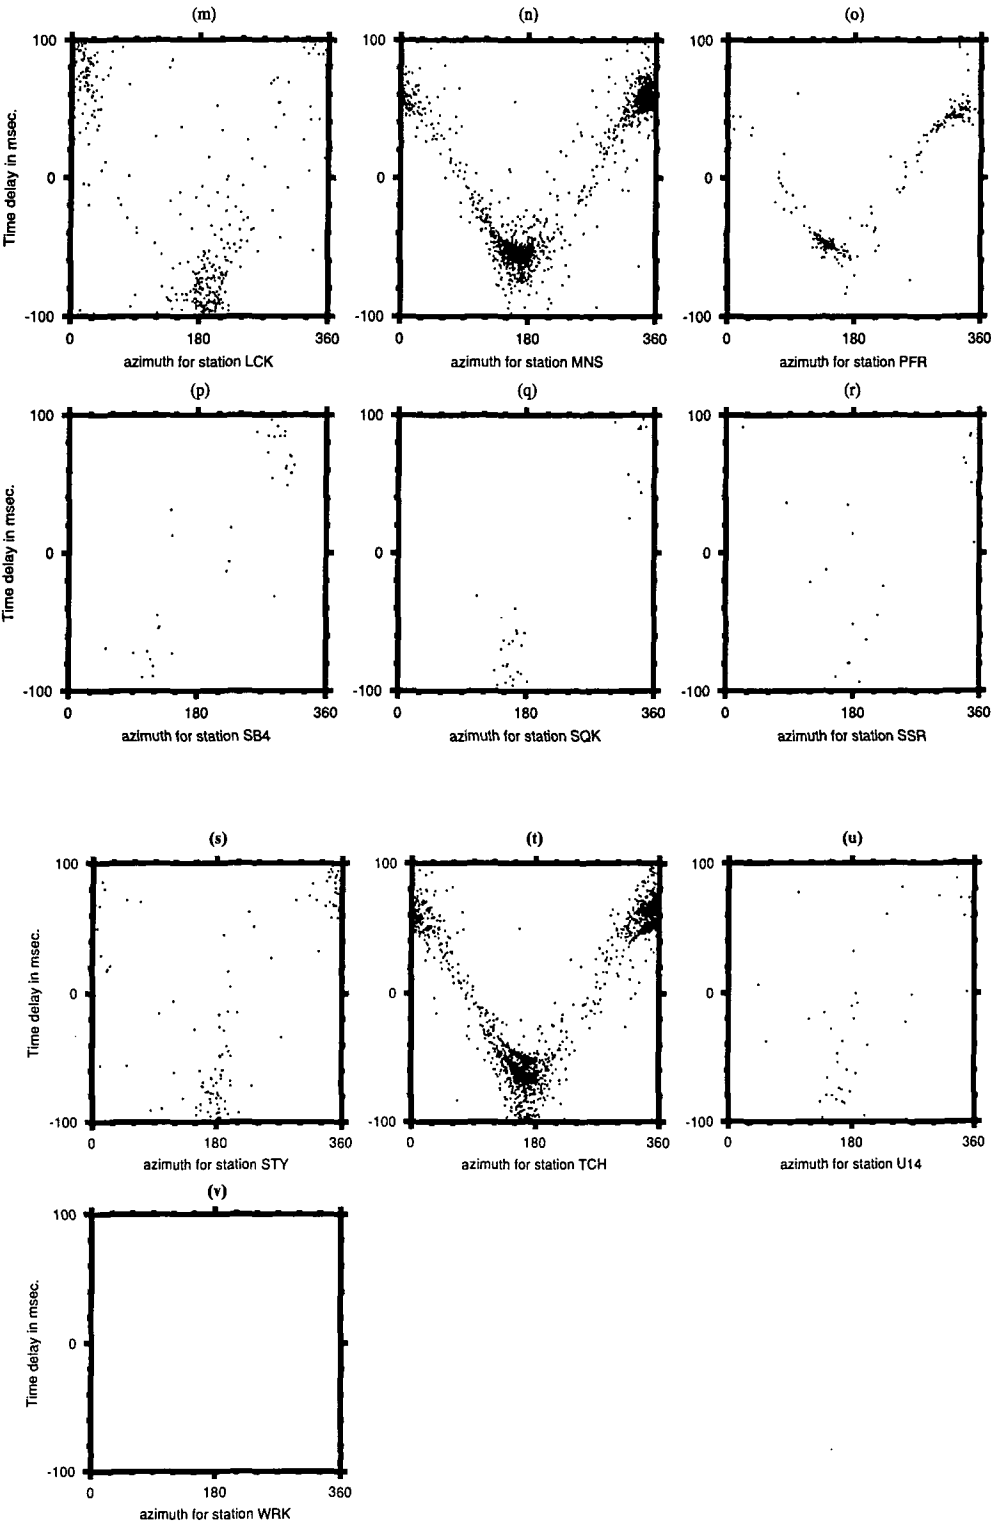 (m)
(n)
(o)
100
0
-100
Time delay in msec.
0
180
360
azimuth for station LCK
100
0
-100
0
180
360
azimuth for station MNS
100
0
-100
0
180
360
azimuth for station PFR
(p)
(q)
(r)
100
0
-100
Time delay in msec.
0
180
360
azimuth for station SB4
100
0
-100
0
180
360
azimuth for station SQK
100
0
-100
0
180
360
azimuth for station SSR
(s)
(t)
(u)
100
0
-100
Time delay in msec.
0
180
360
azimuth for station STY
100
0
-100
0
180
360
azimuth for station TCH
100
0
-100
0
180
360
azimuth for station U14
(v)
100
0
-100
Time delay in msec.
0
180
360
azimuth for station WRK